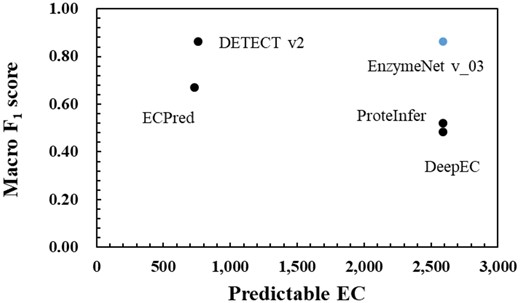 1.00
DETECT v2
0.80
EnzymeNet v_03
ECPred
0.60
ProteInfer
0.40
DeepEC
0.20
0.00
0 500 1,000 1,500 2,000 2,500 3,000
Macro F1 score
Predictable EC